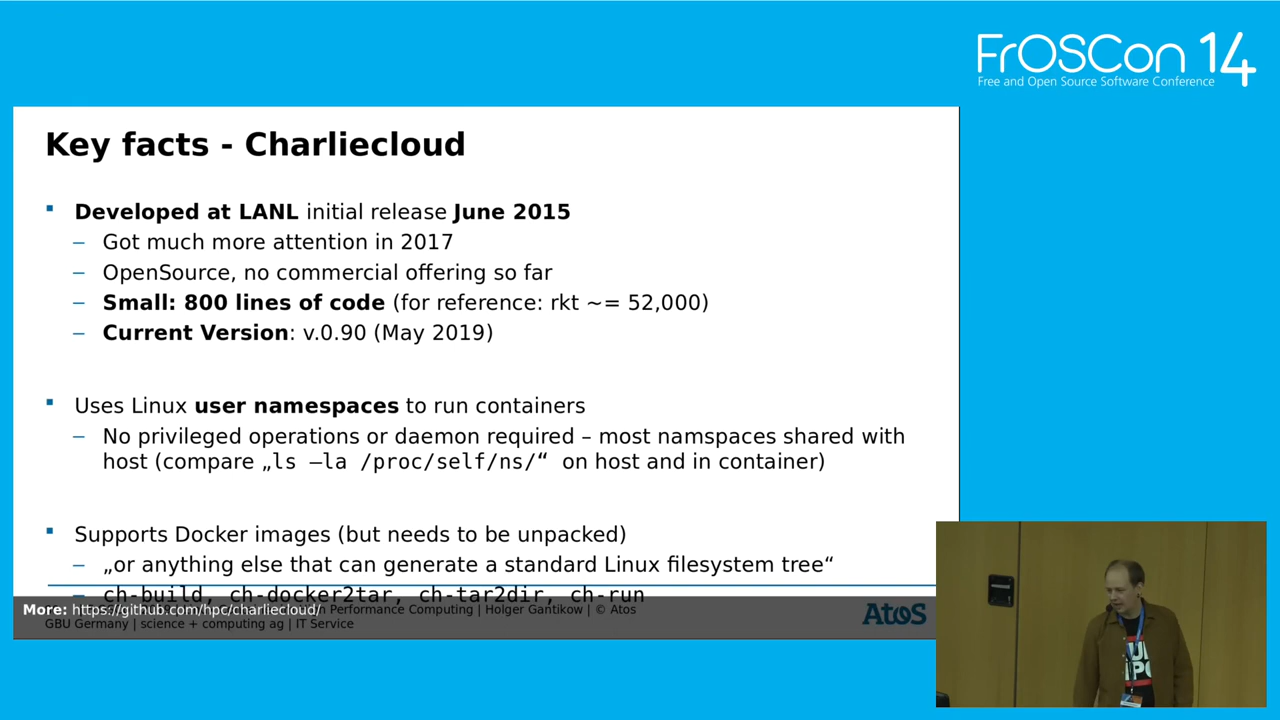 FrOSCon 14
Free and Open Source Software Conference
Key facts - Charliecloud
▪ Developed at LANL initial release June 2015
– Got much more attention in 2017
– OpenSource, no commercial offering so far
– Small: 800 lines of code (for reference: rkt ~= 52,000)
– Current Version: v.0.90 (May 2019)
▪ Uses Linux user namespaces to run containers
– No privileged operations or daemon required – most namspaces shared with
host (compare „ls –la /proc/self/ns/“ on host and in container)
▪ Supports Docker images (but needs to be unpacked)
– „or anything else that can generate a standard Linux filesystem tree“
– ch-build, ch-docker2tar, ch-tar2dir, ch-run
More: https://github.com/hpc/charliecloud/
Performance Computing | Holger Gantikow | © Atos
GBU Germany | science + computing ag | IT Service
Atos